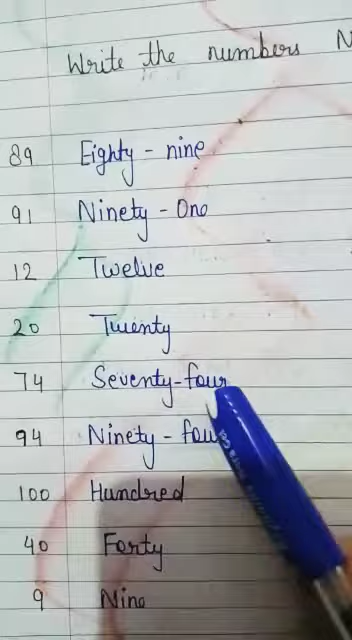 Write the numbers N
89 Eighty - nine
91 Ninety - One
12 Twelve
20 Twenty
74 Seventy-four
94 Ninety - fou
100 Hundred
40 Forty
9 Nine